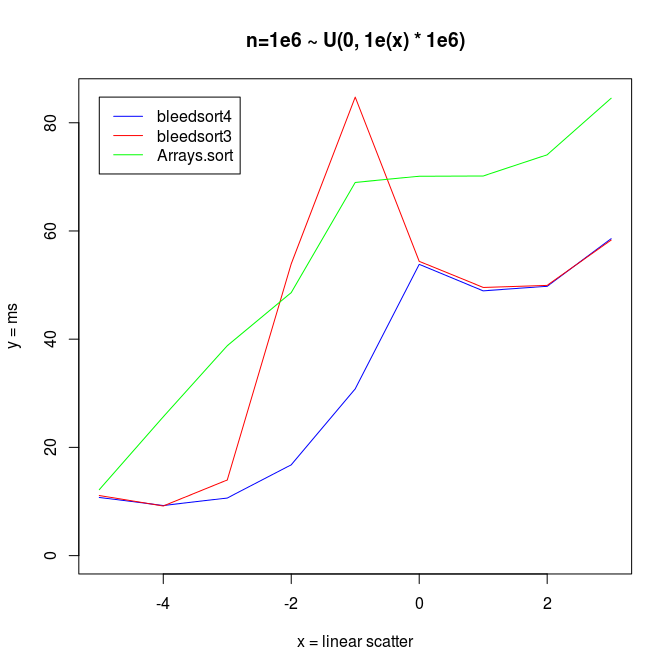 n=1e6 ~ U(0, 1e(x) * 1e6)
bleedsort4
bleedsort3
Arrays.sort
y = ms
80
60
40
20
0
-4
-2
0
2
x = linear scatter